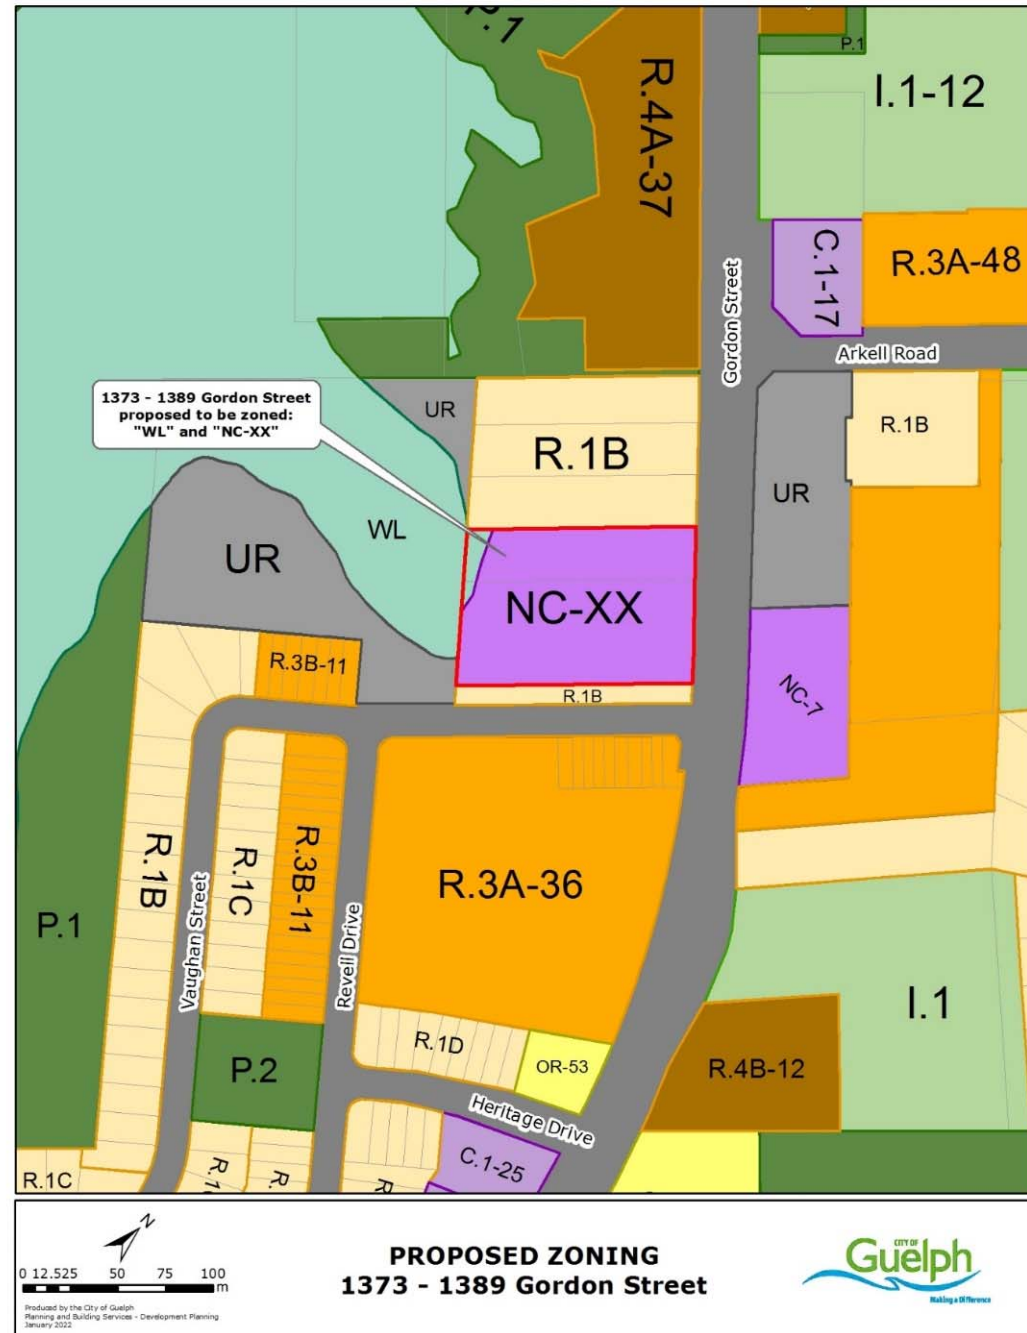 P.1
R.4A-37
P.1
I.1-12
C.1-17
R.3A-48
Gordon Street
Arkell Road
1373 - 1389 Gordon Street
proposed to be zoned:
"WL" and "NC-XX"
UR
R.1B
R.1B
UR
WL
UR
NC-XX
R.3B-11
R.1B
NC-7
R.1B
R.1C
R.3B-11
R.3A-36
P.1
Vaughan Street
Revell Drive
I.1
R.1D
OR-53
R.4B-12
P.2
Heritage Drive
C.1-25
R.1C
R.1
R.
R
N
0 12.525 50 75 100
m
Produced by the City of Guelph
Planning and Building Services - Development Planning
January 2022
PROPOSED ZONING
1373 - 1389 Gordon Street
CITY OF
Guelph
Making a Difference